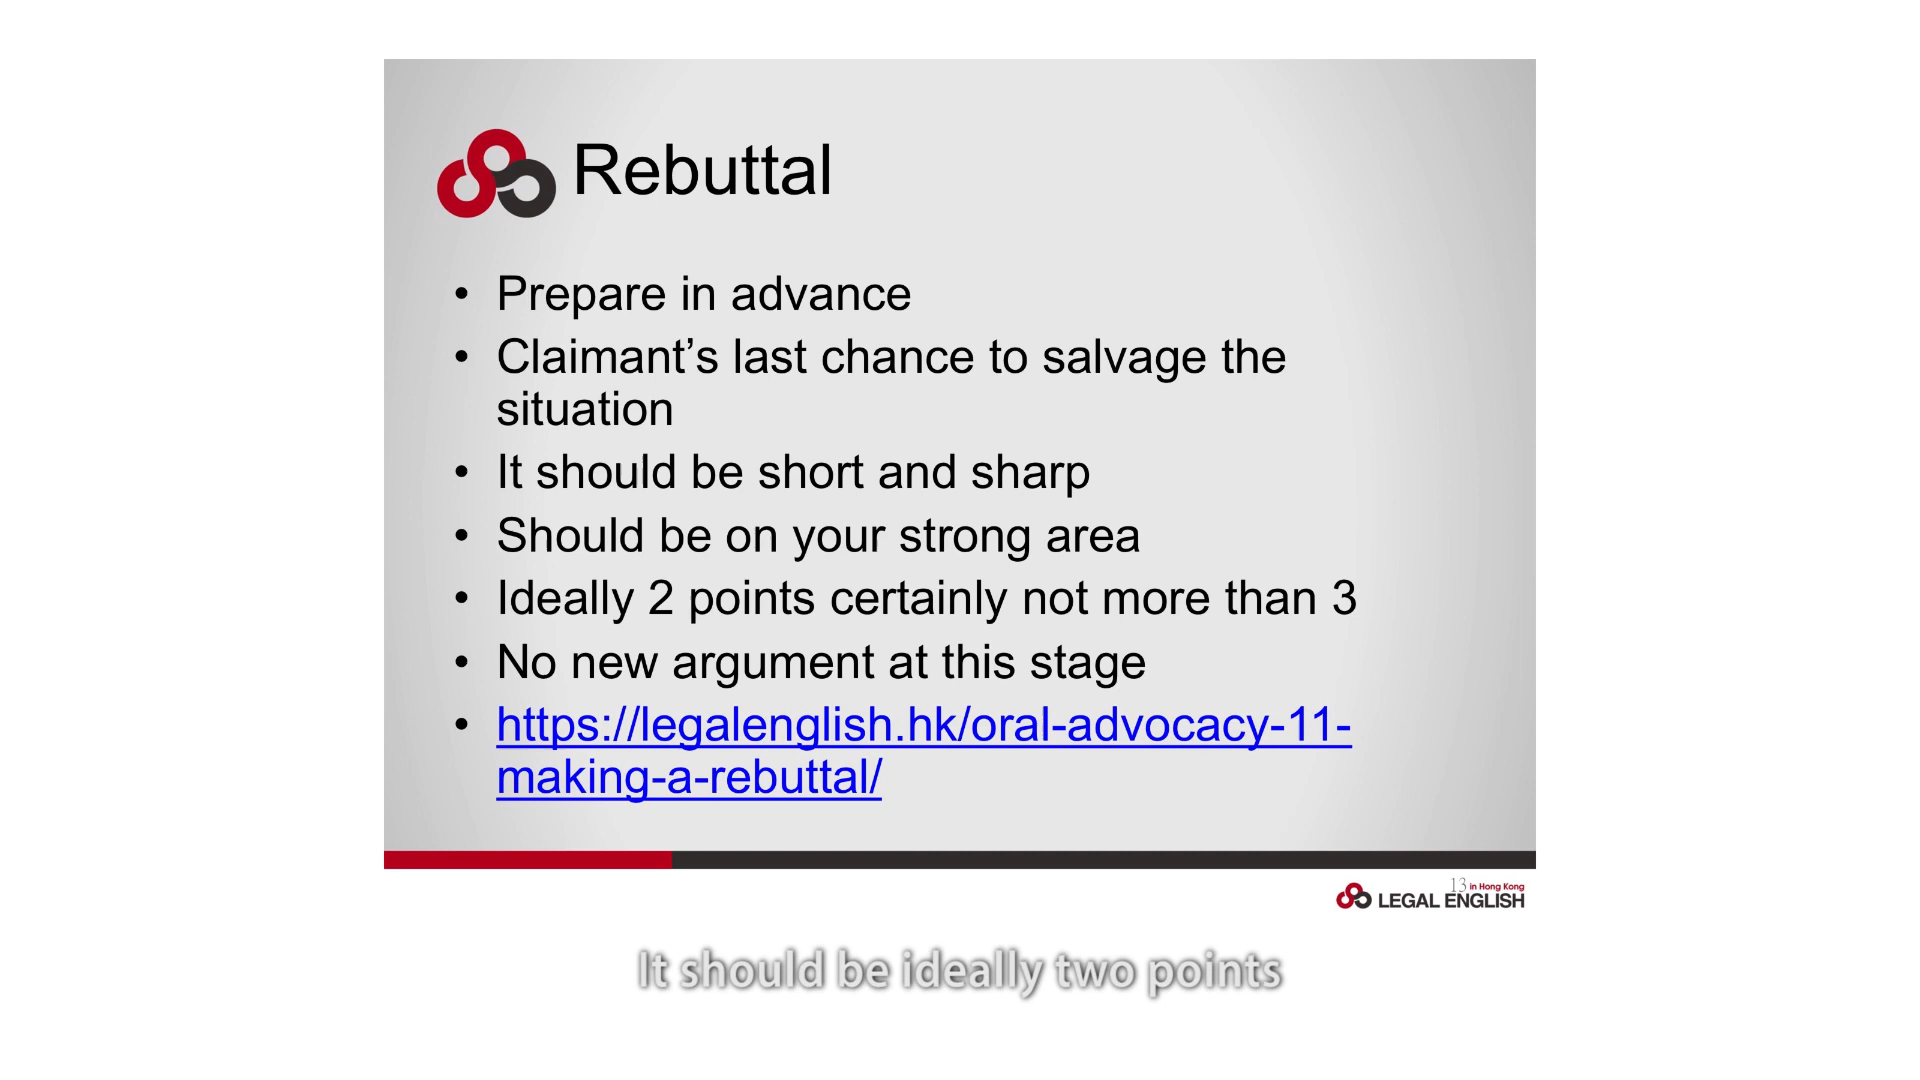 Rebuttal
• Prepare in advance
• Claimant’s last chance to salvage the
situation
• It should be short and sharp
• Should be on your strong area
• Ideally 2 points certainly not more than 3
• No new argument at this stage
• https://legalenglish.hk/oral-advocacy-11-
making-a-rebuttal/
13 in Hong Kong
LEGAL ENGLISH
It should be ideally two points